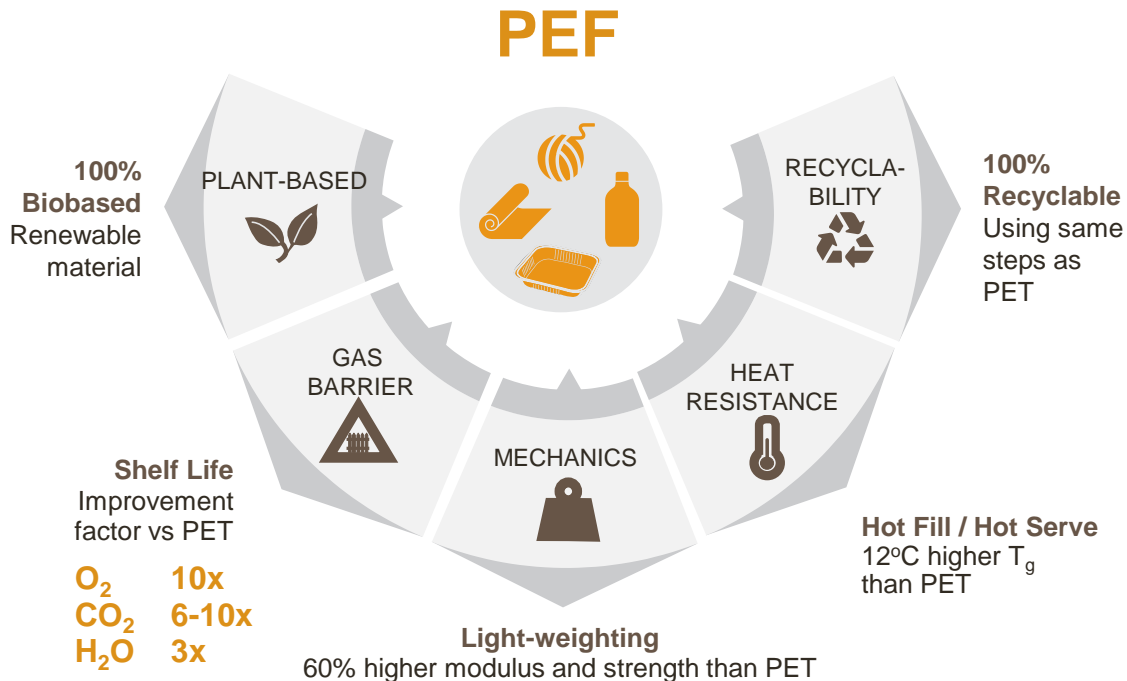 PEF
PLANT-BASED
100%
Biobased
Renewable
material
GAS
BARRIER
Shelf Life
Improvement
factor vs PET
O₂ 10x
CO₂ 6-10x
H₂O 3x
MECHANICS
Light-weighting
60% higher modulus and strength than PET
HEAT
RESISTANCE
Hot Fill / Hot Serve
12ºC higher Tg
than PET
RECYCLA-
BILITY
100%
Recyclable
Using same
steps as
PET